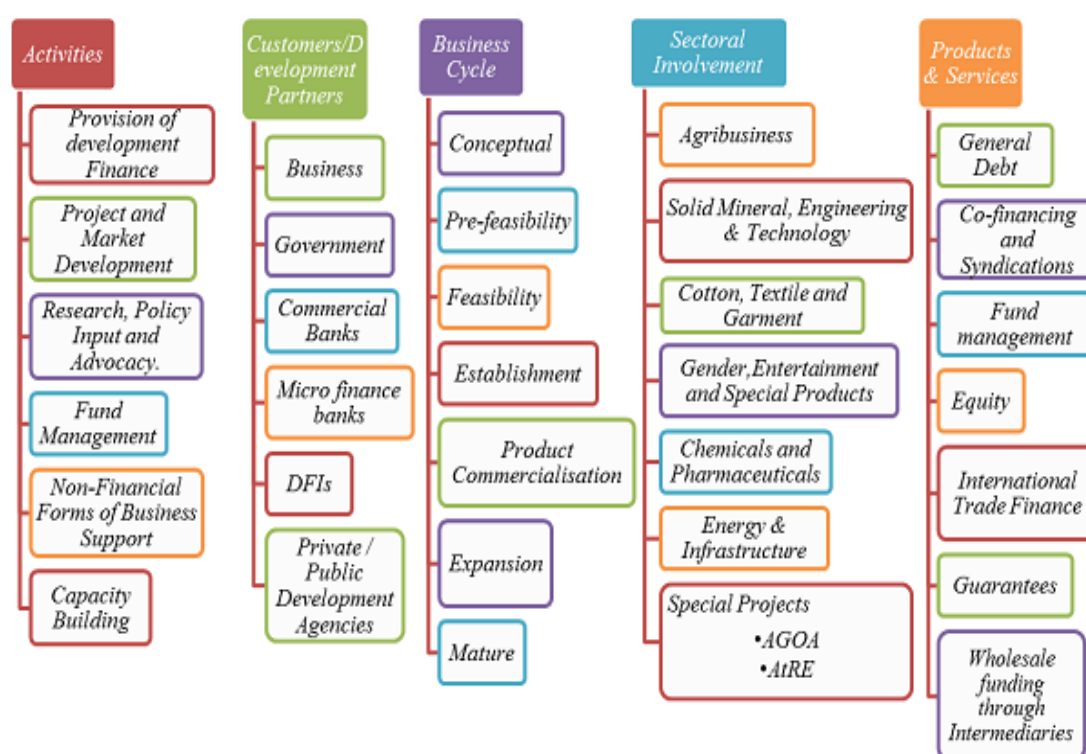 Activities
Provision of
development
Finance
Project and
Market
Development
Research, Policy
Input and
Advocacy.
Fund
Management
Non-Financial
Forms of Business
Support
Capacity
Building
Customers/D
evelopment
Partners
Business
Government
Commercial
Banks
Micro finance
banks
DFIs
Private /
Public
Development
Agencies
Business
Cycle
Conceptual
Pre-feasibility
Feasibility
Establishment
Product
Commercialisation
Expansion
Mature
Sectoral
Involvement
Agribusiness
Solid Mineral, Engineering
& Technology
Cotton, Textile and
Garment
Gender,Entertainment
and Special Products
Chemicals and
Pharmaceuticals
Energy &
Infrastructure
Special Projects
•AGOA
•AtRE
Products
& Services
General
Debt
Co-financing
and
Syndications
Fund
management
Equity
International
Trade Finance
Guarantees
Wholesale
funding
through
Intermediaries